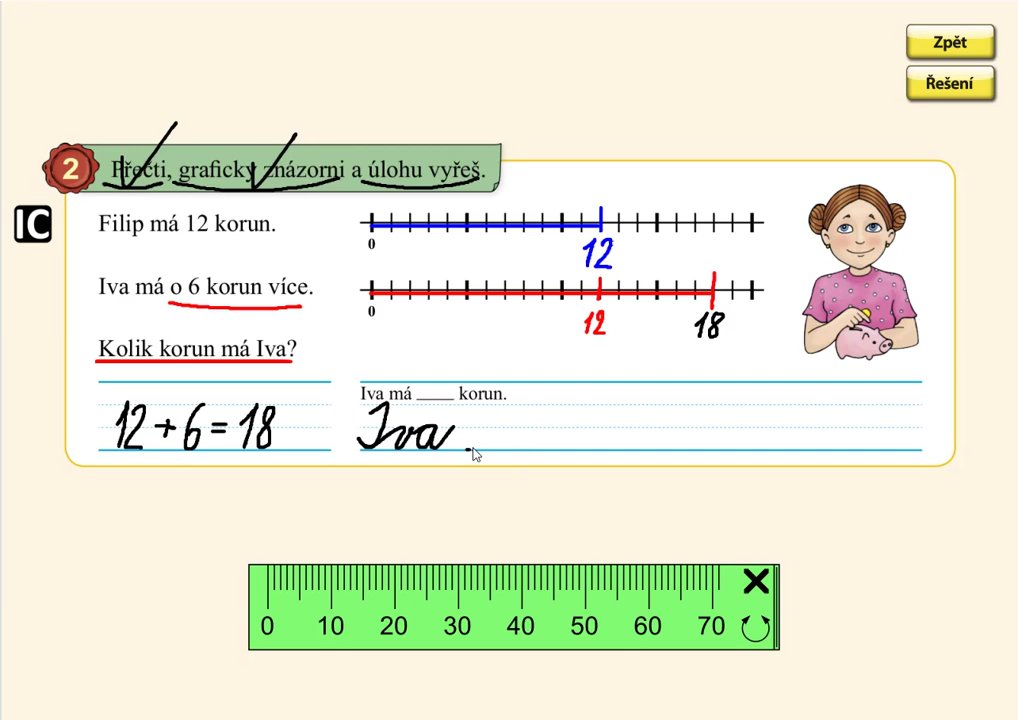 Zpět
Řešení
2 Přečti, graficky znázorni a úlohu vyřeš.
IC
Filip má 12 korun.
0
12
Iva má o 6 korun více.
0
12 18
Kolik korun má Iva?
Iva má ____ korun.
12+6=18
Iva
0 10 20 30 40 50 60 70